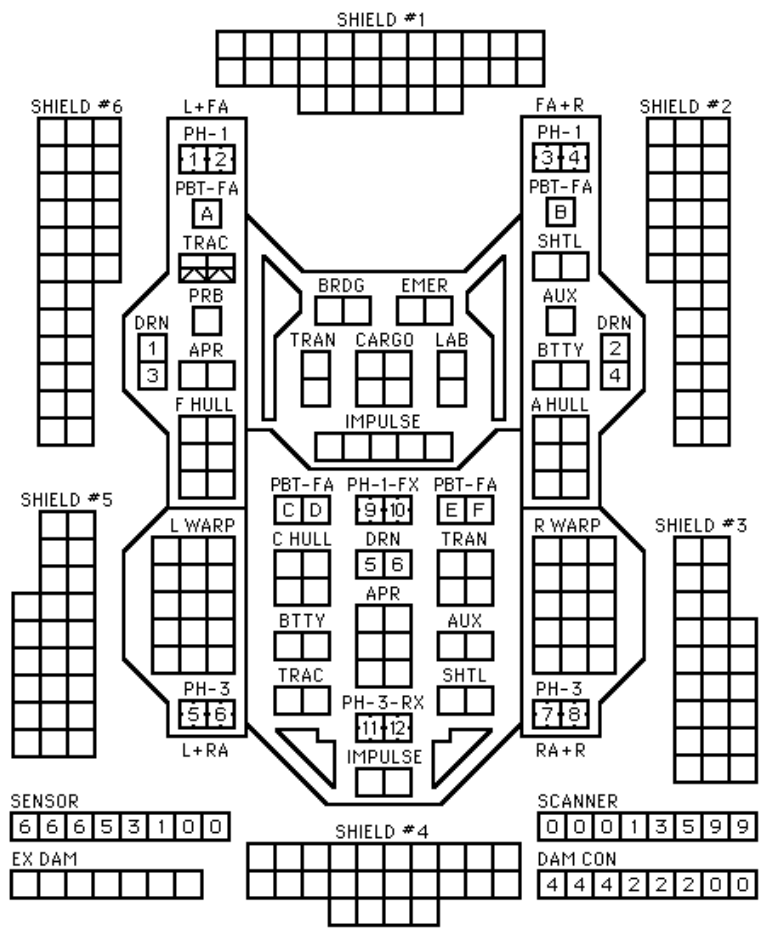 SHIELD #1
SHIELD #6
L+FA
FA+R
SHIELD #2
PH-1
1 2
PH-1
3 4
PBT-FA
A
PBT-FA
B
TRAC
SHTL
BRDG
EMER
PRB
AUX
DRN
1
3
DRN
2
4
TRAN
CARGO
LAB
APR
BTTY
F HULL
A HULL
IMPULSE
PBT-FA
C D
PH-1-FX
9 10
PBT-FA
E F
SHIELD #5
L WARP
R WARP
SHIELD #3
C HULL
DRN
5 6
TRAN
APR
BTTY
AUX
TRAC
SHTL
PH-3
5 6
PH-3-RX
11 12
PH-3
7 8
L+RA
RA+R
IMPULSE
SENSOR
6 6 6 5 3 1 0 0
SCANNER
0 0 0 1 3 5 9 9
SHIELD #4
EX DAM
DAM CON
4 4 4 2 2 2 0 0